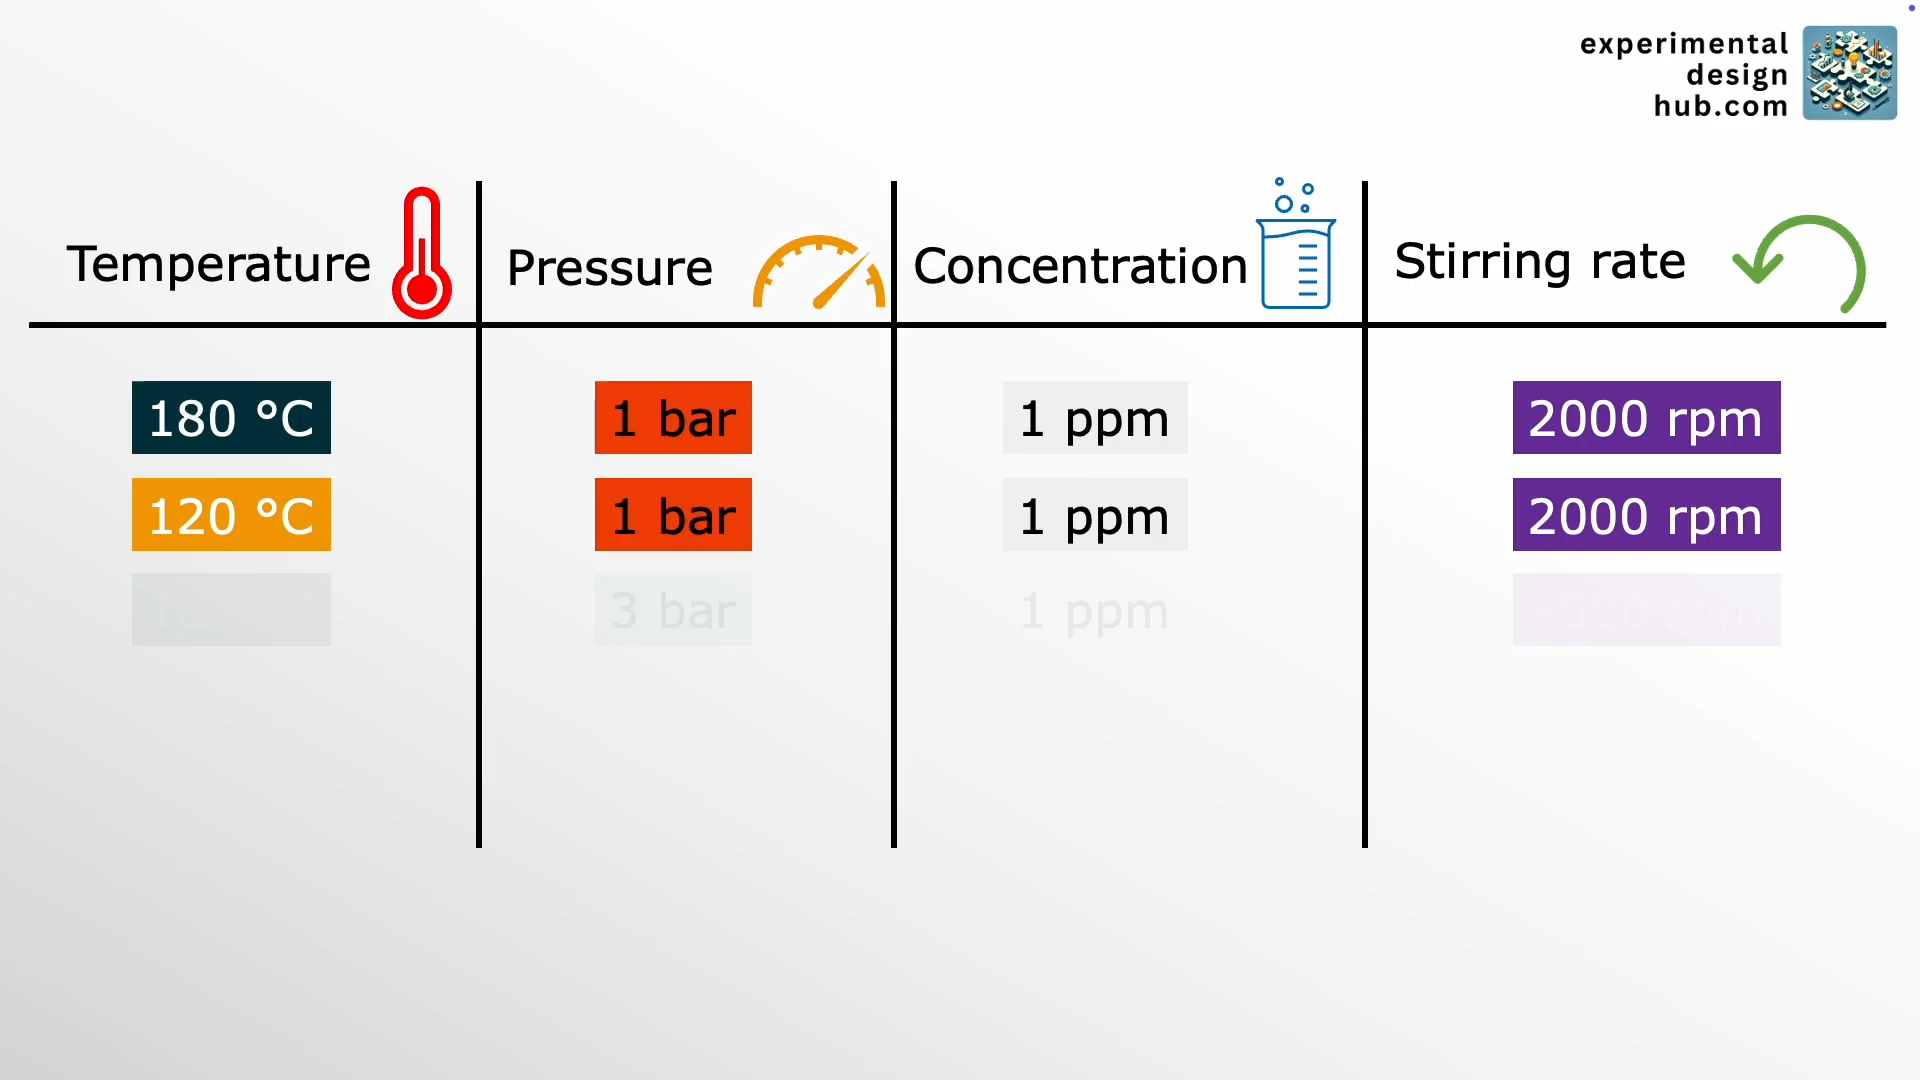 experimental
design
hub.com
Temperature Pressure Concentration Stirring rate
180 °C 1 bar 1 ppm 2000 rpm
120 °C 1 bar 1 ppm 2000 rpm
3 bar 1 ppm rpm